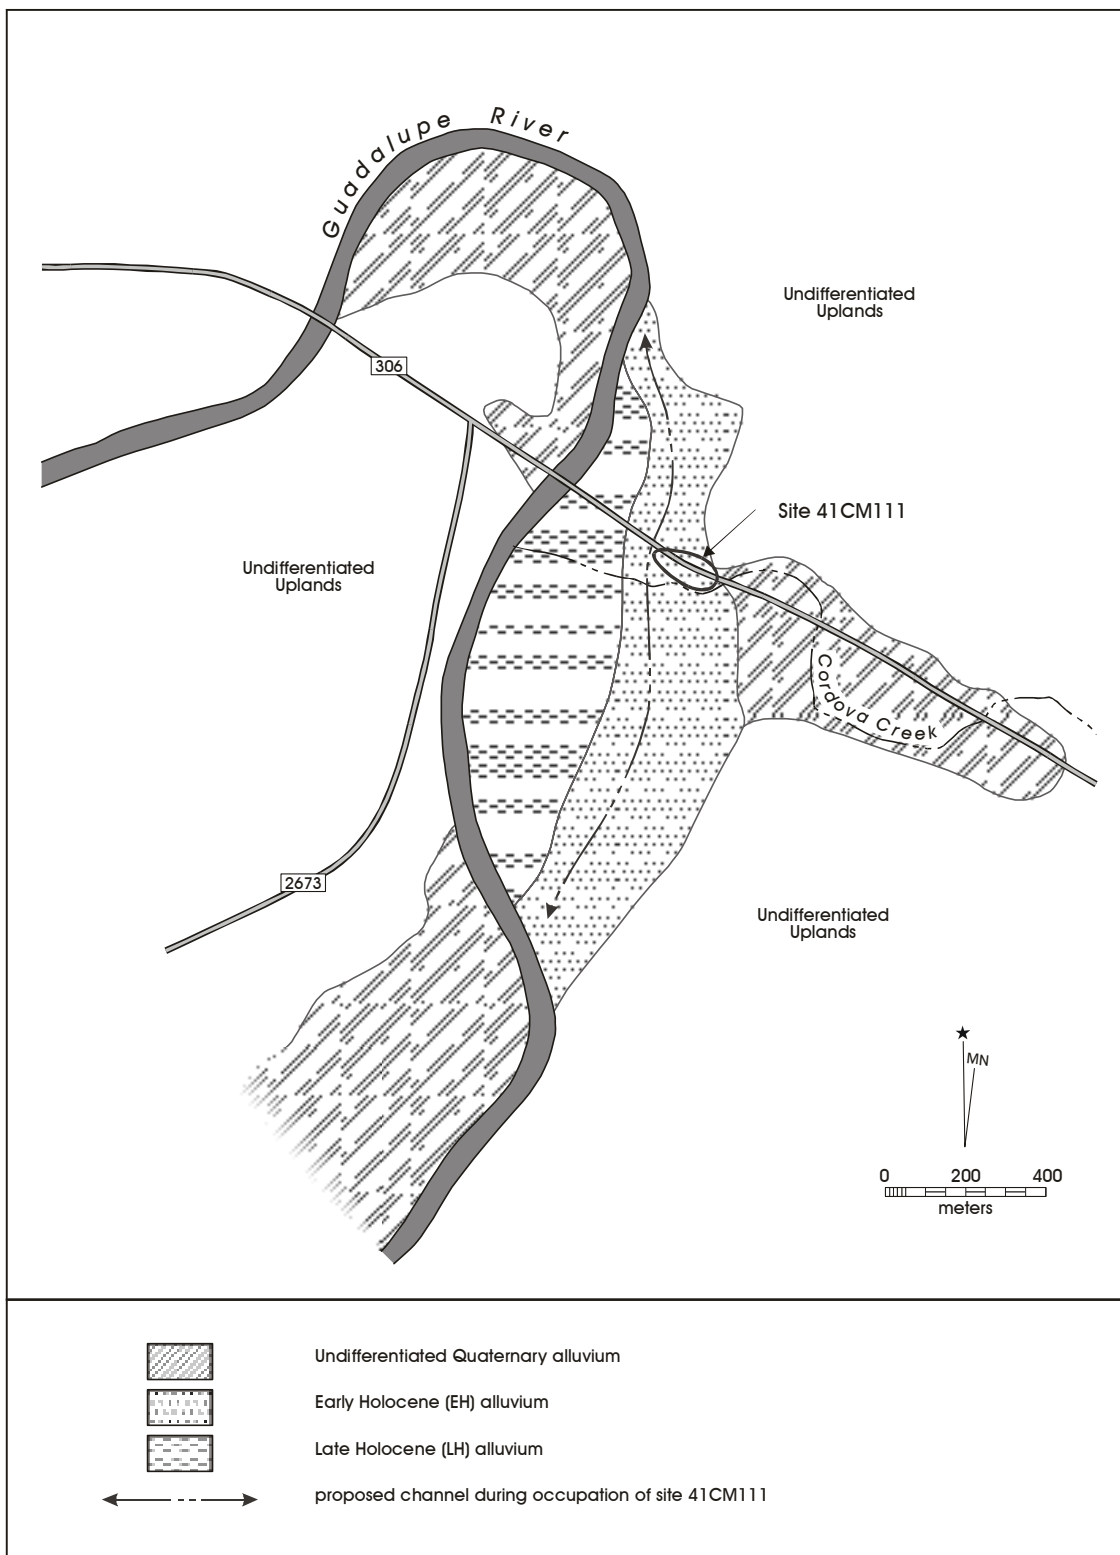 Guadalupe River
Undifferentiated
Uplands
306
Site 41CM111
Undifferentiated
Uplands
Cordova Creek
2673
Undifferentiated
Uplands
MN
0 200 400
meters
Undifferentiated Quaternary alluvium
Early Holocene (EH) alluvium
Late Holocene (LH) alluvium
proposed channel during occupation of site 41CM111